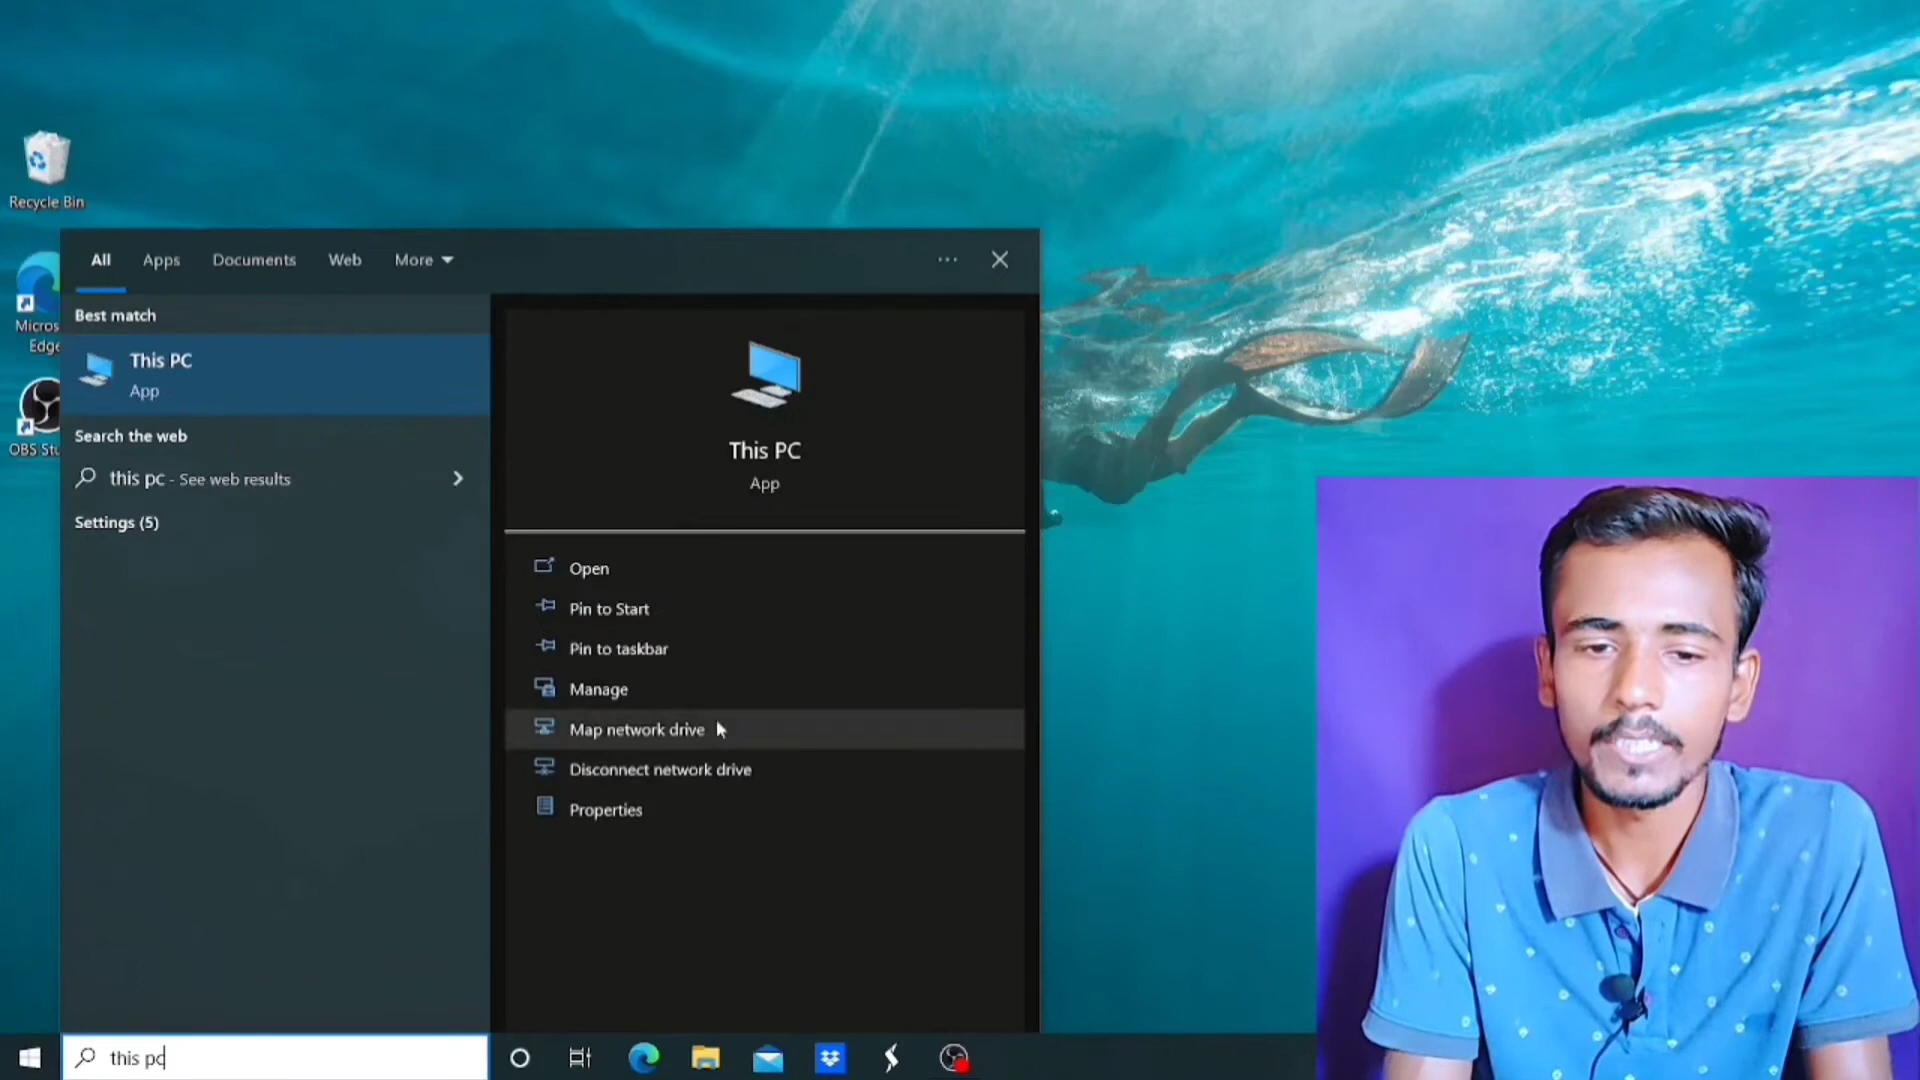 Recycle Bin
Micros
Edge
OBS Stu
All Apps Documents Web More
Best match
This PC
App
Search the web
this pc - See web results
Settings (5)
This PC
App
Open
Pin to Start
Pin to taskbar
Manage
Map network drive
Disconnect network drive
Properties
this pc